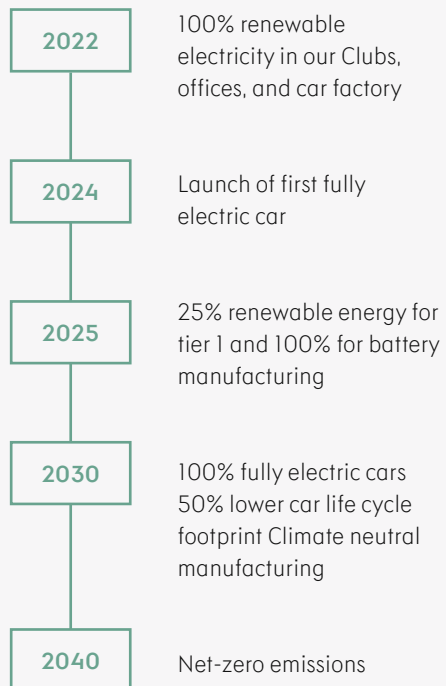 2022
100% renewable
electricity in our Clubs,
offices, and car factory
2024
Launch of first fully
electric car
2025
25% renewable energy for
tier 1 and 100% for battery
manufacturing
2030
100% fully electric cars
50% lower car life cycle
footprint Climate neutral
manufacturing
2040
Net-zero emissions